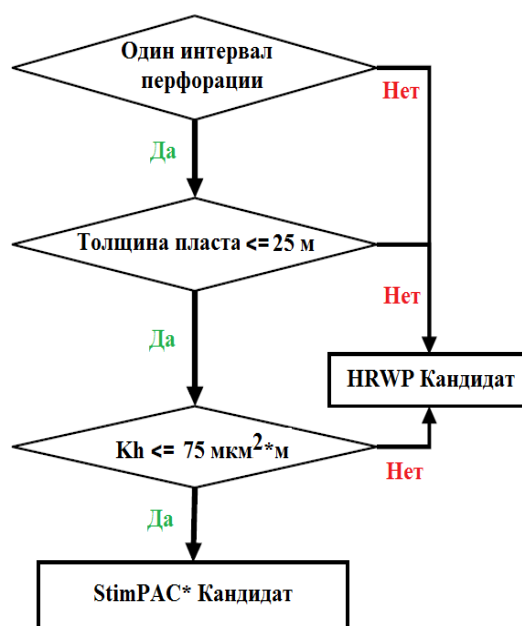 Один интервал
перфорации
Нет
Да
Толщина пласта <= 25 м
Нет
Да
HRWP Кандидат
Kh <= 75 мкм²*м
Нет
Да
StimPAC* Кандидат